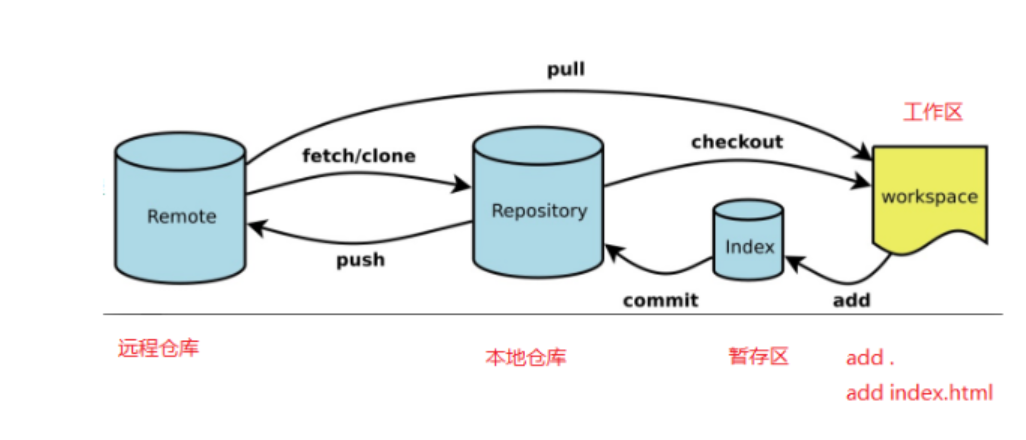 pull
工作区
fetch/clone
checkout
Remote
Repository
Index
workspace
push
commit
add
远程仓库
本地仓库
暂存区
add .
add index.html